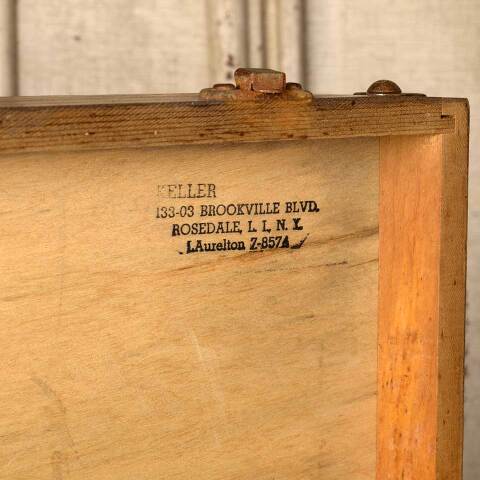 KELLER
133-03 BROOKVILLE BLVD.
ROSEDALE, L. I., N. Y.
LAurelton 7-8574